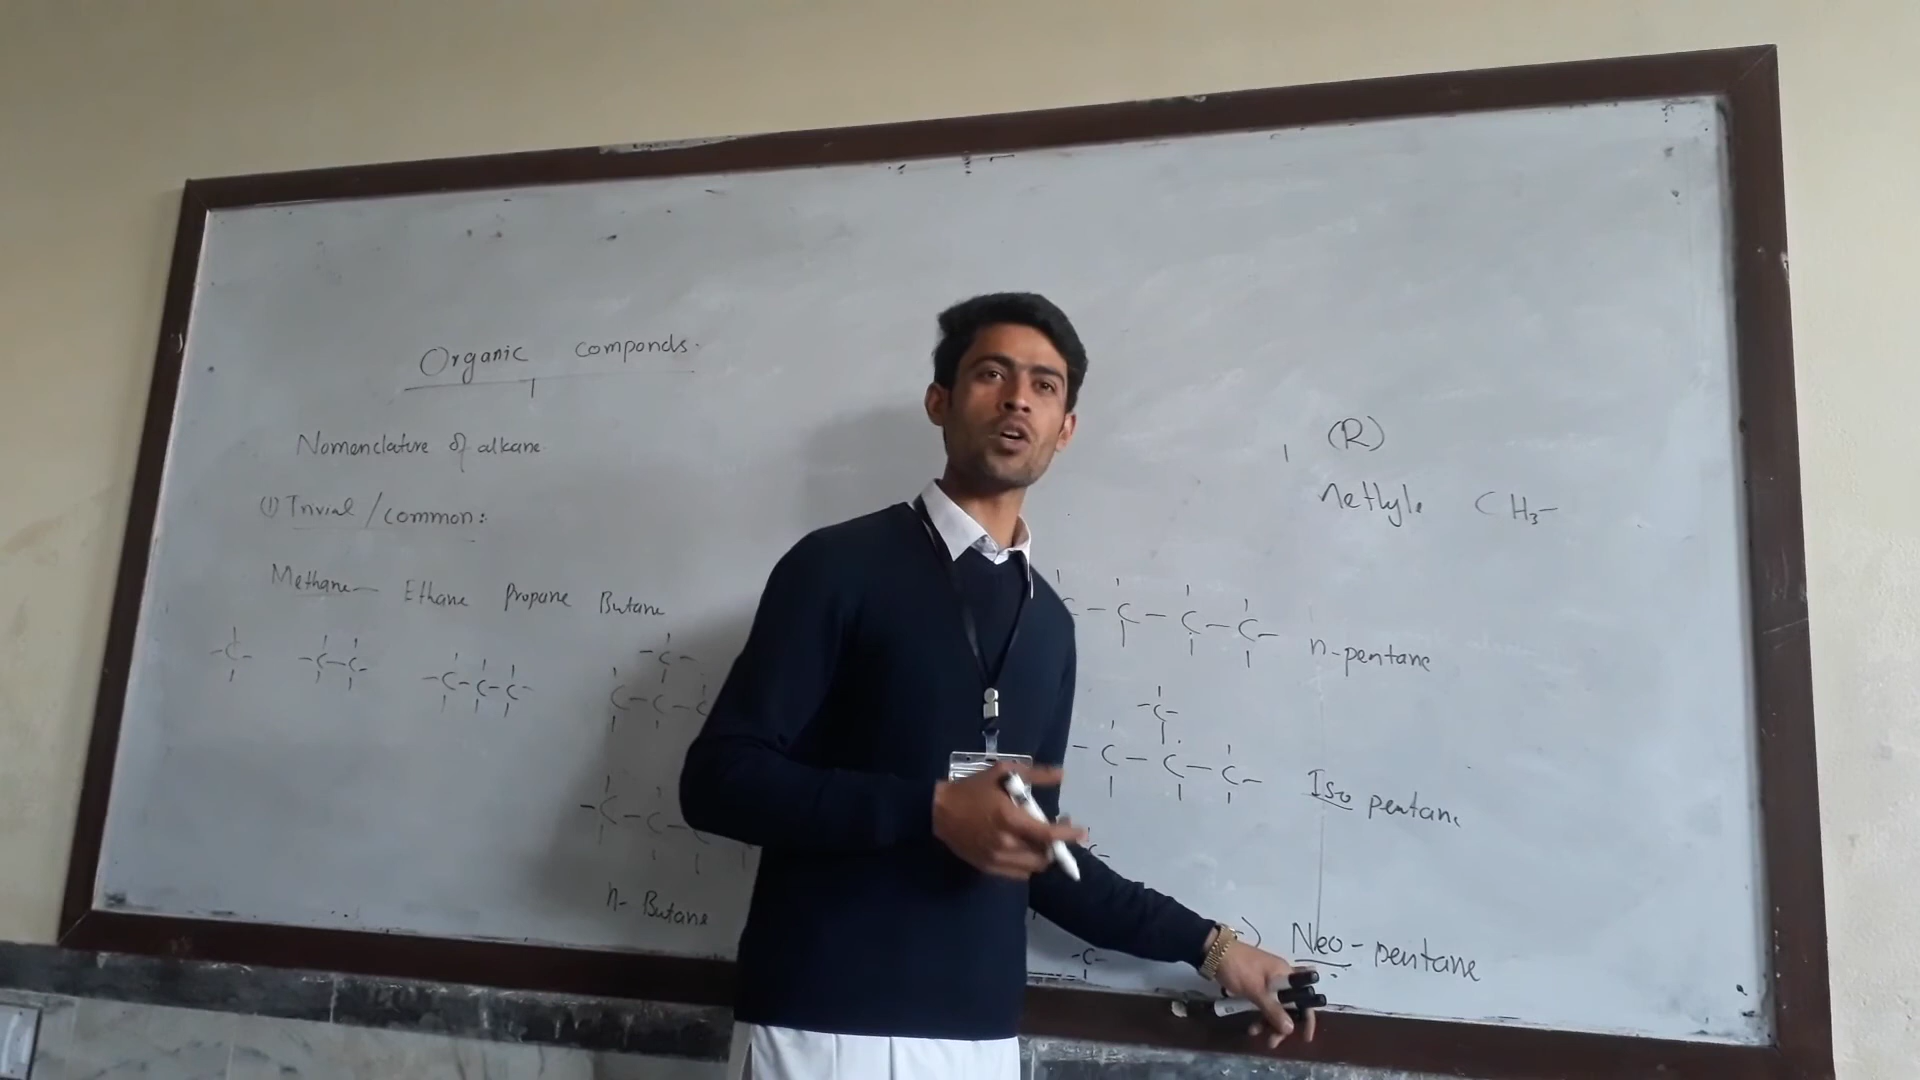 Organic componds.
Nomenclature of alkane
(1) Trivial / common:
Methane — Ethane Propane Butane
-C- -C-C- -C-C-C-
-C-
C-C-C
-C-C-
n- Butane
(R)
Methyle CH3-
C-C-C-C- n-pentane
-C-
-C-C-C- Iso pentane
-C-
Neo-pentane